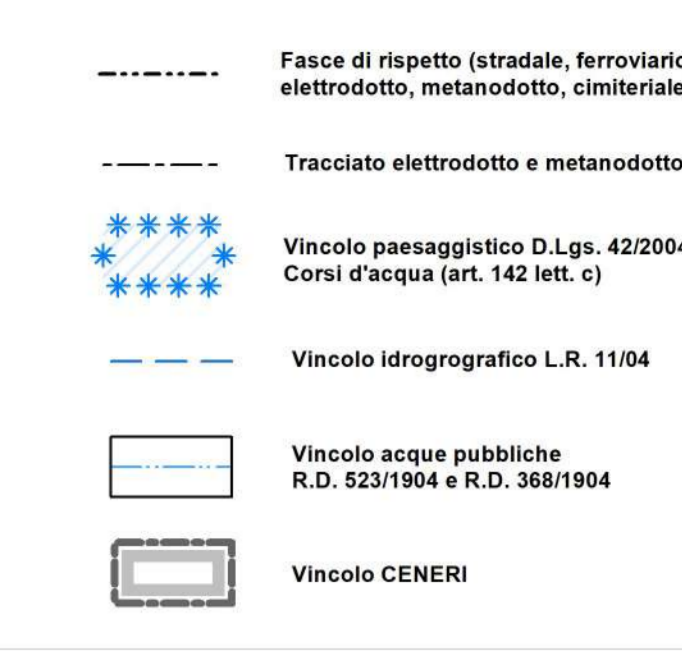 Fasce di rispetto (stradale, ferroviario
elettrodotto, metanodotto, cimiteriale
Tracciato elettrodotto e metanodotto
Vincolo paesaggistico D.Lgs. 42/2004
Corsi d'acqua (art. 142 lett. c)
Vincolo idrogrografico L.R. 11/04
Vincolo acque pubbliche
R.D. 523/1904 e R.D. 368/1904
Vincolo CENERI